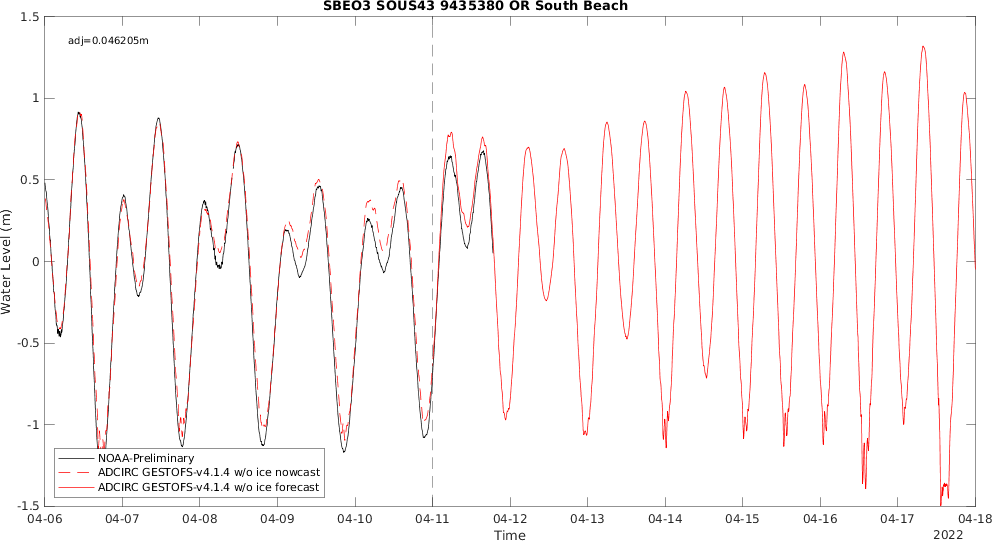 SBEO3 SOUS43 9435380 OR South Beach
adj=0.046205m
Water Level (m)
1.5
1
0.5
0
-0.5
-1
-1.5
NOAA-Preliminary
ADCIRC GESTOFS-v4.1.4 w/o ice nowcast
ADCIRC GESTOFS-v4.1.4 w/o ice forecast
04-06 04-07 04-08 04-09 04-10 04-11 04-12 04-13 04-14 04-15 04-16 04-17 04-18
Time
2022